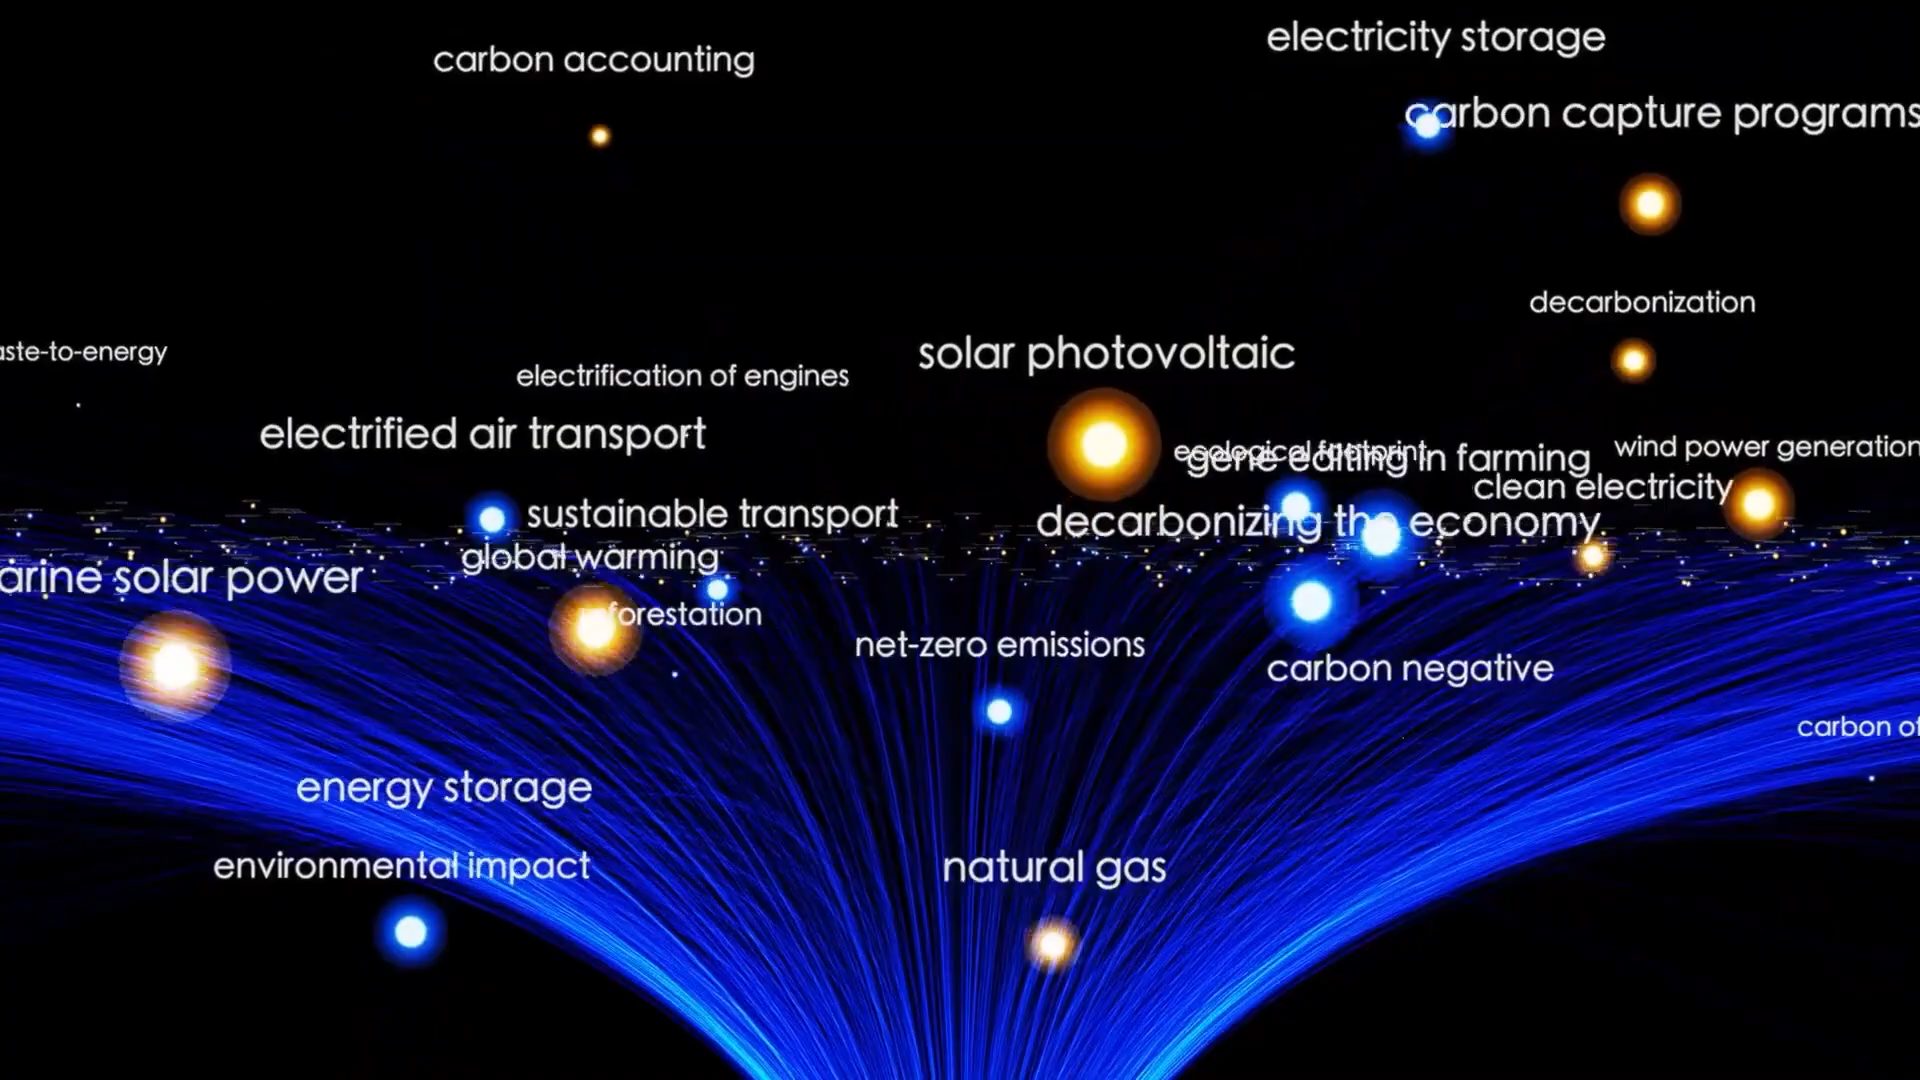 electricity storage
carbon accounting
carbon capture programs
decarbonization
aste-to-energy
solar photovoltaic
electrification of engines
electrified air transport
wind power generation
ecological footprint
gene editing in farming
clean electricity
sustainable transport
decarbonizing the economy
global warming
arine solar power
forestation
net-zero emissions
carbon negative
carbon of
energy storage
environmental impact
natural gas